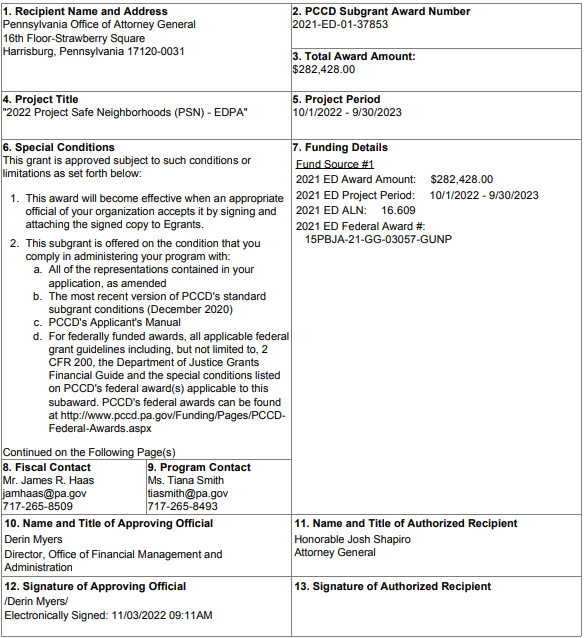 1. Recipient Name and Address
Pennsylvania Office of Attorney General
16th Floor-Strawberry Square
Harrisburg, Pennsylvania 17120-0031
2. PCCD Subgrant Award Number
2021-ED-01-37853
3. Total Award Amount:
$282,428.00
4. Project Title
"2022 Project Safe Neighborhoods (PSN) - EDPA"
5. Project Period
10/1/2022 - 9/30/2023
6. Special Conditions
This grant is approved subject to such conditions or
limitations as set forth below:
1. This award will become effective when an appropriate
official of your organization accepts it by signing and
attaching the signed copy to Egrants.
2. This subgrant is offered on the condition that you
comply in administering your program with:
a. All of the representations contained in your
application, as amended
b. The most recent version of PCCD's standard
subgrant conditions (December 2020)
c. PCCD's Applicant's Manual
d. For federally funded awards, all applicable federal
grant guidelines including, but not limited to, 2
CFR 200, the Department of Justice Grants
Financial Guide and the special conditions listed
on PCCD's federal award(s) applicable to this
subaward. PCCD's federal awards can be found
at http://www.pccd.pa.gov/Funding/Pages/PCCD-
Federal-Awards.aspx
Continued on the Following Page(s)
7. Funding Details
Fund Source #1
2021 ED Award Amount: $282,428.00
2021 ED Project Period: 10/1/2022 - 9/30/2023
2021 ED ALN: 16.609
2021 ED Federal Award #:
15PBJA-21-GG-03057-GUNP
8. Fiscal Contact
Mr. James R. Haas
jamhaas@pa.gov
717-265-8509
9. Program Contact
Ms. Tiana Smith
tiasmith@pa.gov
717-265-8493
10. Name and Title of Approving Official
Derin Myers
Director, Office of Financial Management and
Administration
11. Name and Title of Authorized Recipient
Honorable Josh Shapiro
Attorney General
12. Signature of Approving Official
/Derin Myers/
Electronically Signed: 11/03/2022 09:11AM
13. Signature of Authorized Recipient